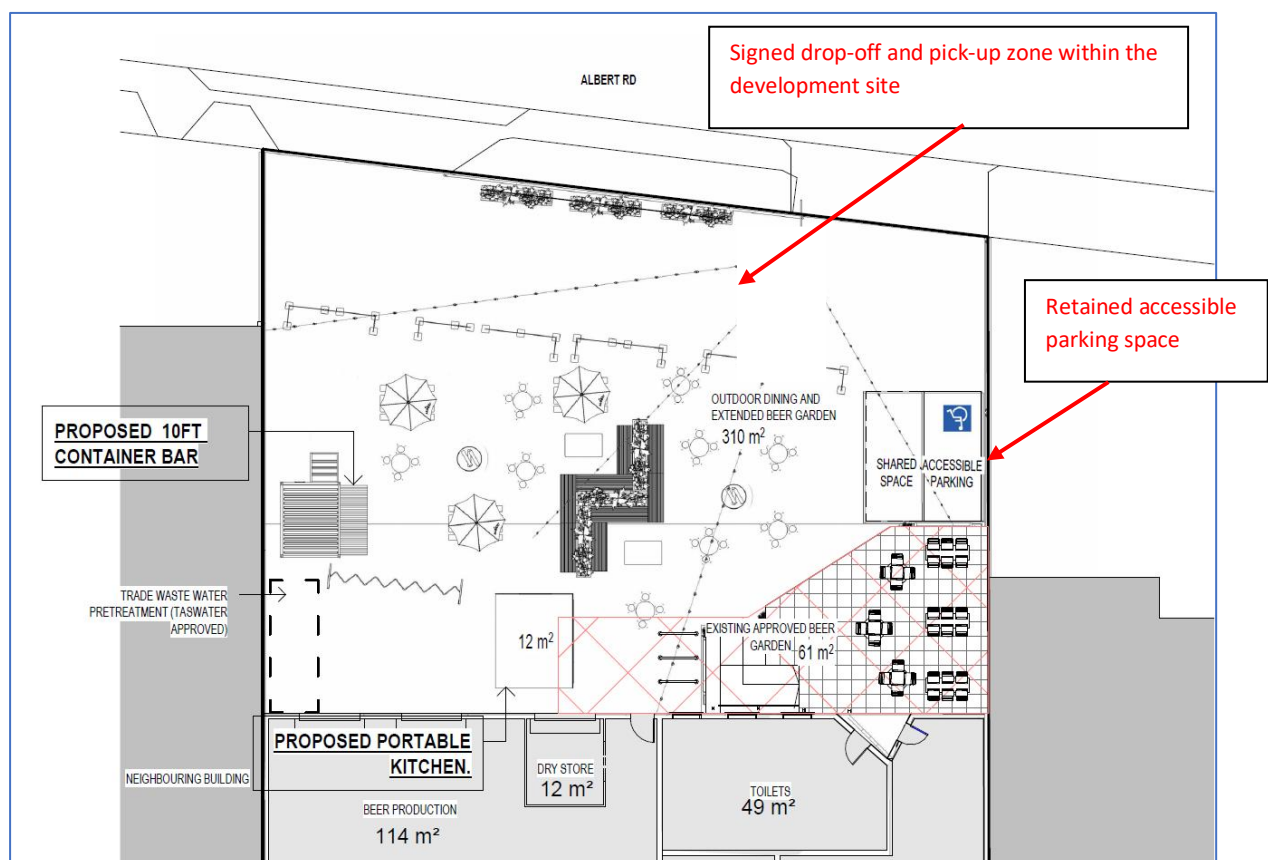 Signed drop-off and pick-up zone within the
development site
ALBERT RD
Retained accessible
parking space
OUTDOOR DINING AND
EXTENDED BEER GARDEN
310 m²
PROPOSED 10FT
CONTAINER BAR
SHARED
SPACE
ACCESSIBLE
PARKING
TRADE WASTE WATER
PRETREATMENT (TASWATER
APPROVED)
12 m²
EXISTING APPROVED BEER
GARDEN
61 m²
PROPOSED PORTABLE
KITCHEN.
NEIGHBOURING BUILDING
DRY STORE
12 m²
TOILETS
49 m²
BEER PRODUCTION
114 m²